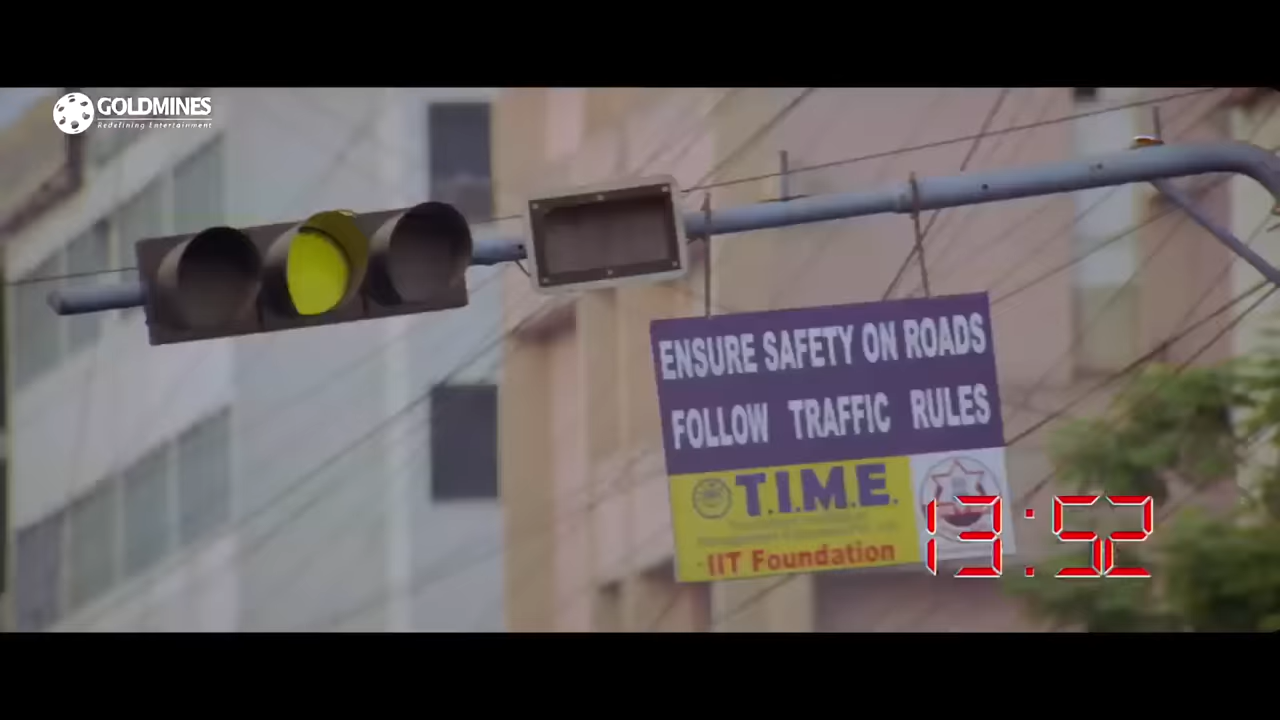 GOLDMINES
Redefining Entertainment
ENSURE SAFETY ON ROADS
FOLLOW TRAFFIC RULES
T.I.M.E.
IIT Foundation
13:52